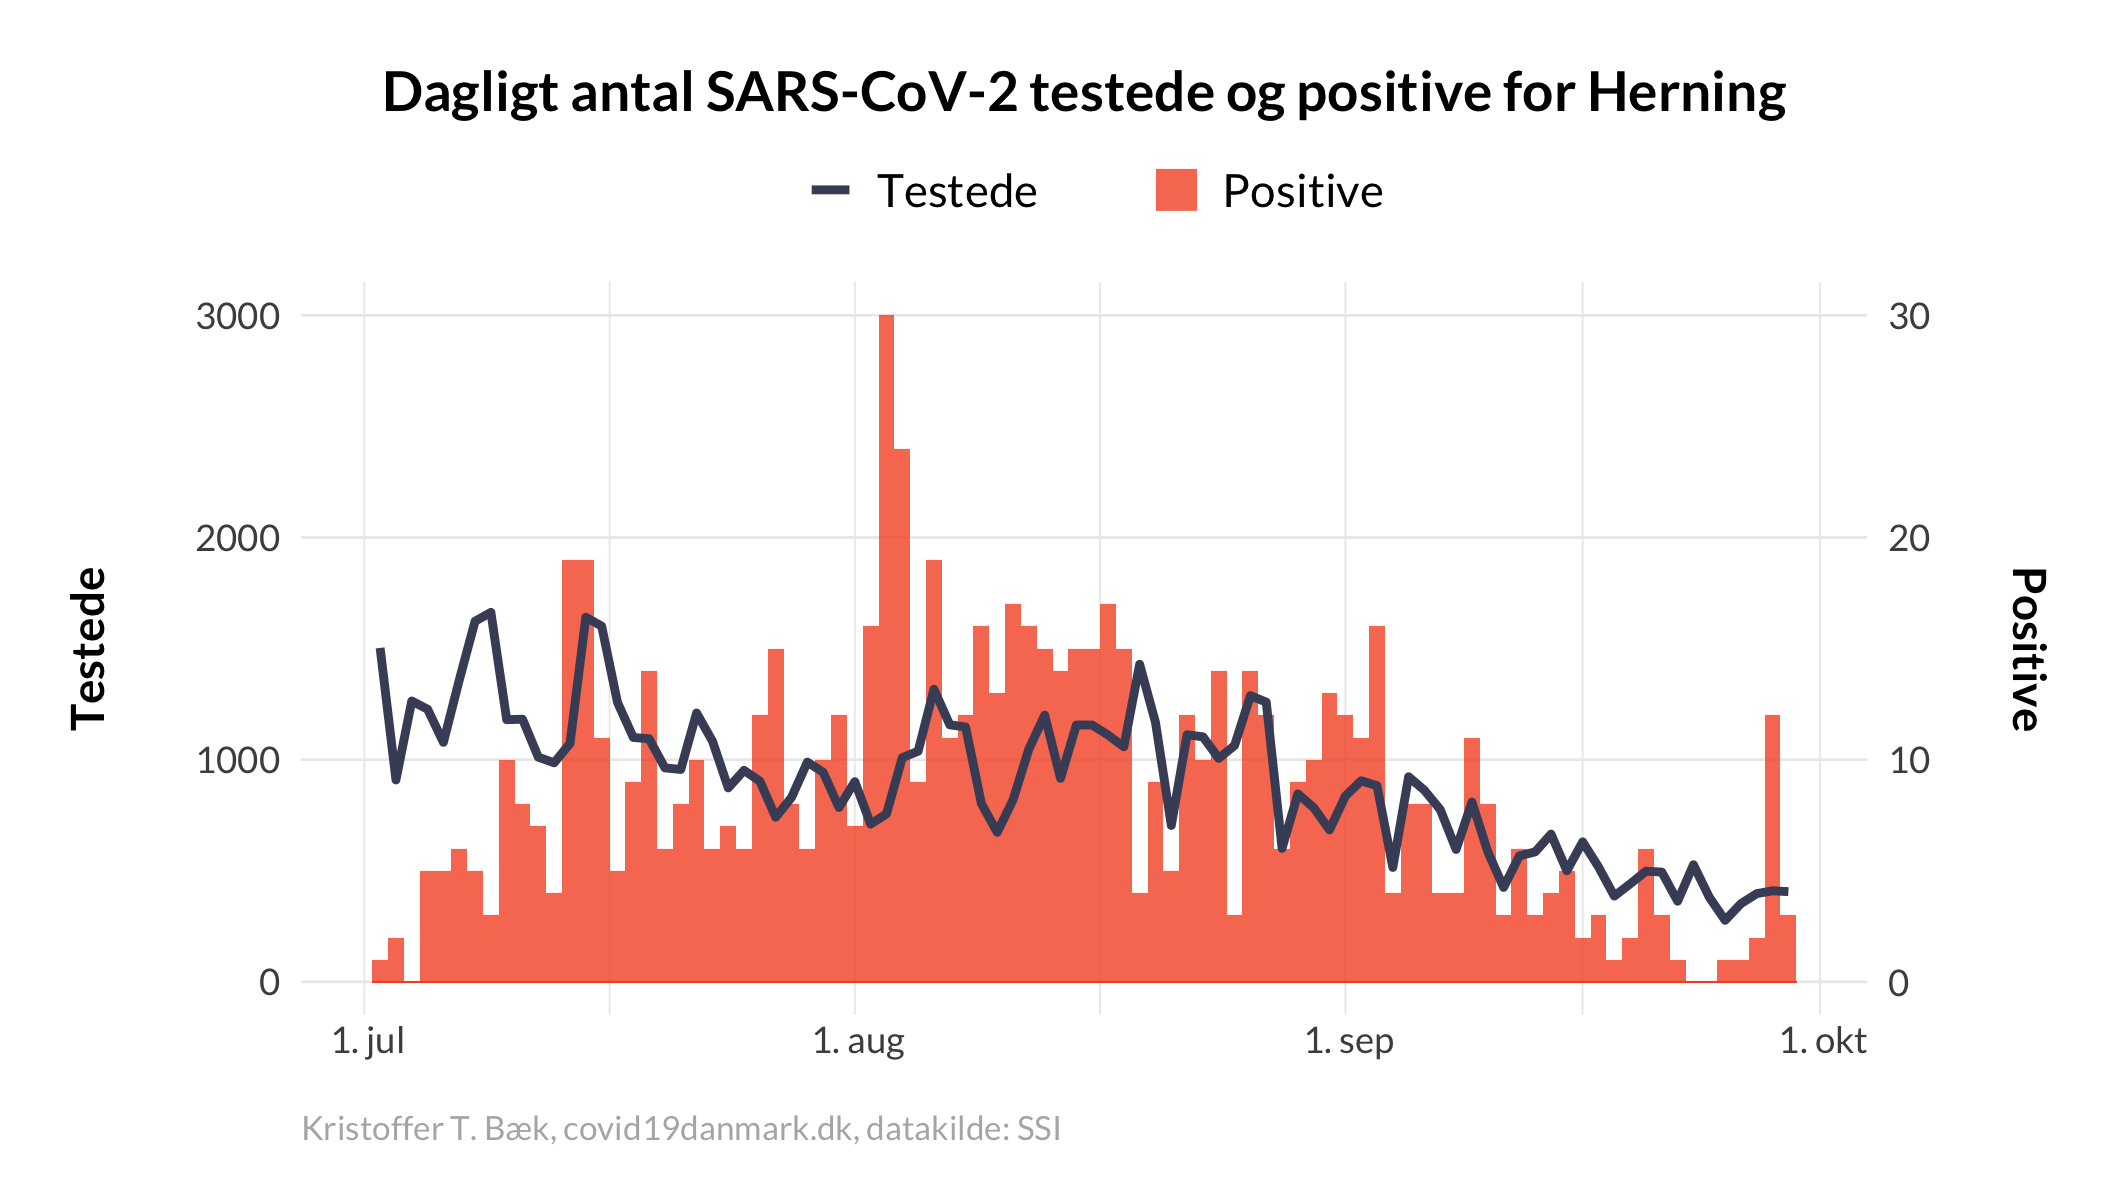 Dagligt antal SARS-CoV-2 testede og positive for Herning
Testede Positive
3000 30
2000 20
1000 10
0 0
Testede
Positive
1. jul 1. aug 1. sep 1. okt
Kristoffer T. Bæk, covid19danmark.dk, datakilde: SSI